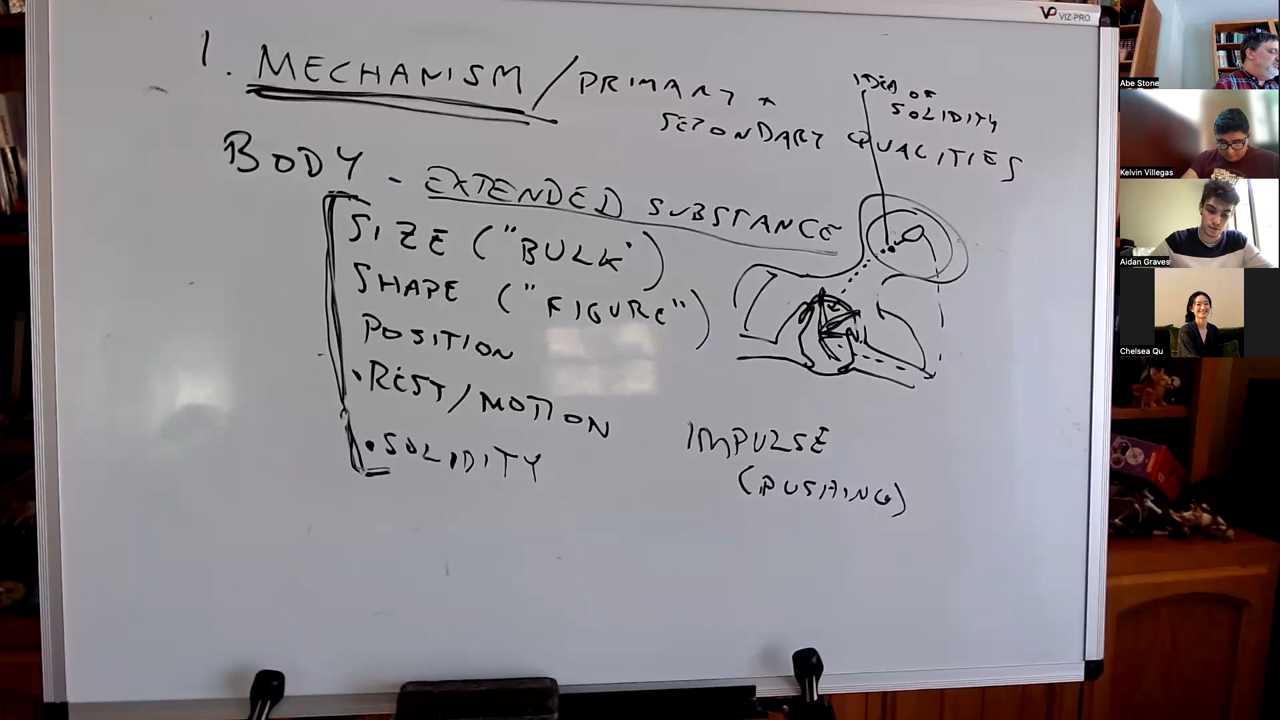 VIZ-PRO
1. MECHANISM / PRIMARY +
SECONDARY QUALITIES
IDEA OF
SOLIDITY
BODY - EXTENDED SUBSTANCE
SIZE ("BULK")
SHAPE ("FIGURE")
POSITION
• REST/MOTION
• SOLIDITY
IMPULSE
(PUSHING)
Abe Stone
Kelvin Villegas
Aidan Graves
Chelsea Qu